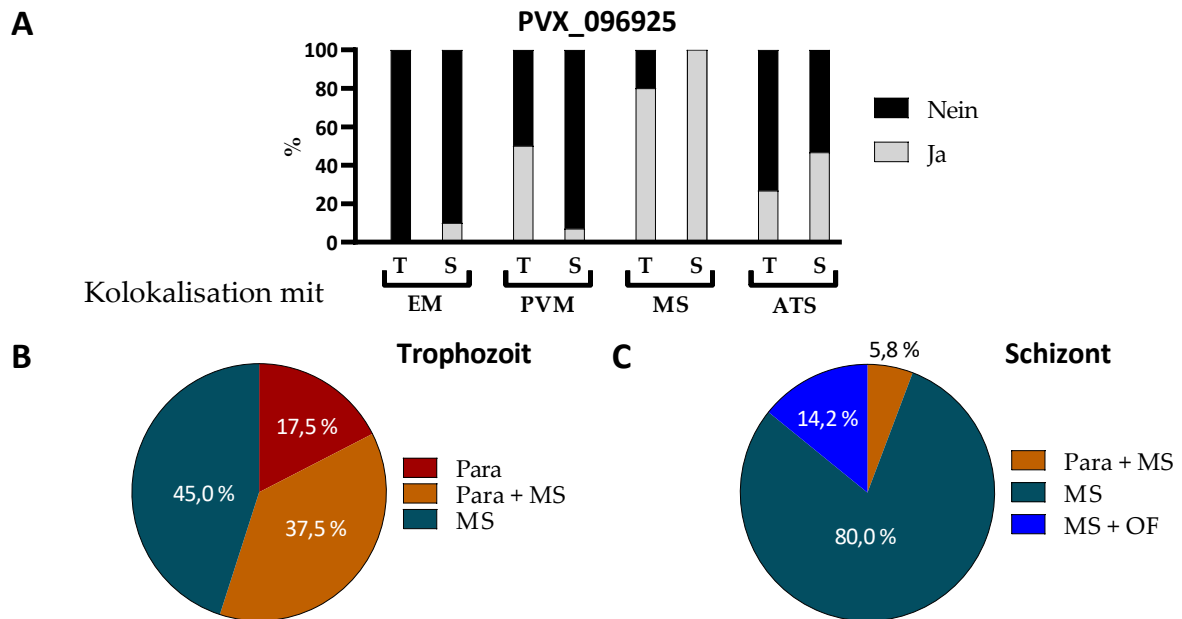 A
PVX_096925
100
80
60
40
20
0
%
Nein
Ja
T S T S T S T S
Kolokalisation mit
EM PVM MS ATS
B
Trophozoit
17,5 %
45,0 %
37,5 %
Para
Para + MS
MS
C
Schizont
5,8 %
14,2 %
80,0 %
Para + MS
MS
MS + OF